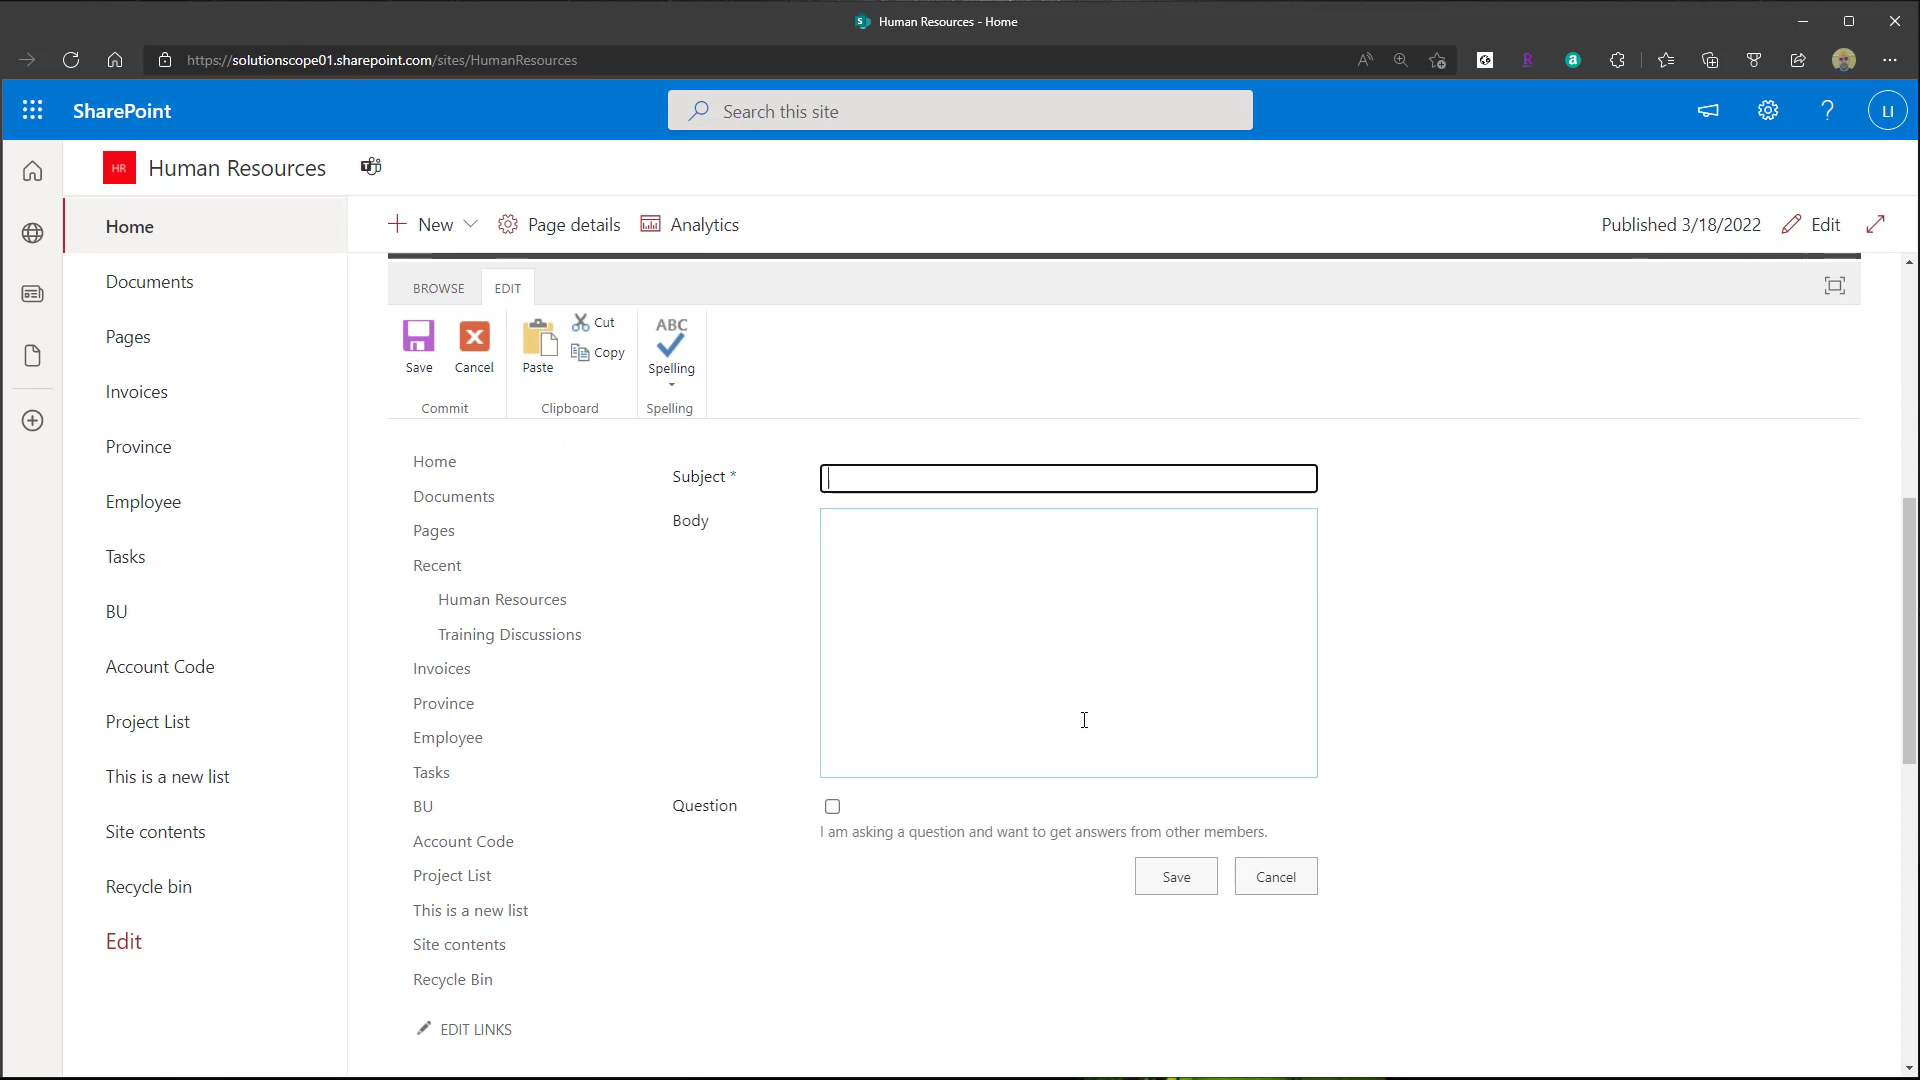 Human Resources - Home
https://solutionscope01.sharepoint.com/sites/HumanResources
SharePoint
Search this site
LI
HR
Human Resources
Home
Documents
Pages
Invoices
Province
Employee
Tasks
BU
Account Code
Project List
This is a new list
Site contents
Recycle bin
Edit
New
Page details
Analytics
Published 3/18/2022
Edit
BROWSE
EDIT
Save
Cancel
Commit
Paste
Cut
Copy
Clipboard
ABC
Spelling
Spelling
Home
Documents
Pages
Recent
Human Resources
Training Discussions
Invoices
Province
Employee
Tasks
BU
Account Code
Project List
This is a new list
Site contents
Recycle Bin
EDIT LINKS
Subject *
Body
Question
I am asking a question and want to get answers from other members.
Save
Cancel